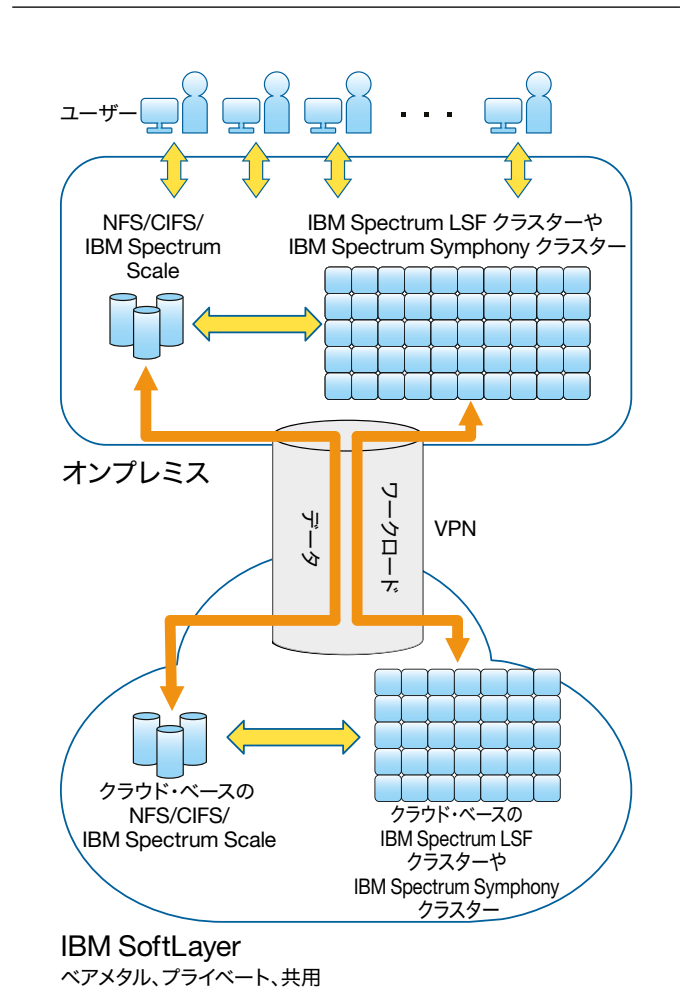 ユーザー
. . .
NFS/CIFS/
IBM Spectrum
Scale
IBM Spectrum LSF クラスターや
IBM Spectrum Symphony クラスター
オンプレミス
データ
ワークロード
VPN
クラウド・ベースの
NFS/CIFS/
IBM Spectrum Scale
クラウド・ベースの
IBM Spectrum LSF
クラスターや
IBM Spectrum Symphony
クラスター
IBM SoftLayer
ベアメタル、プライベート、共用